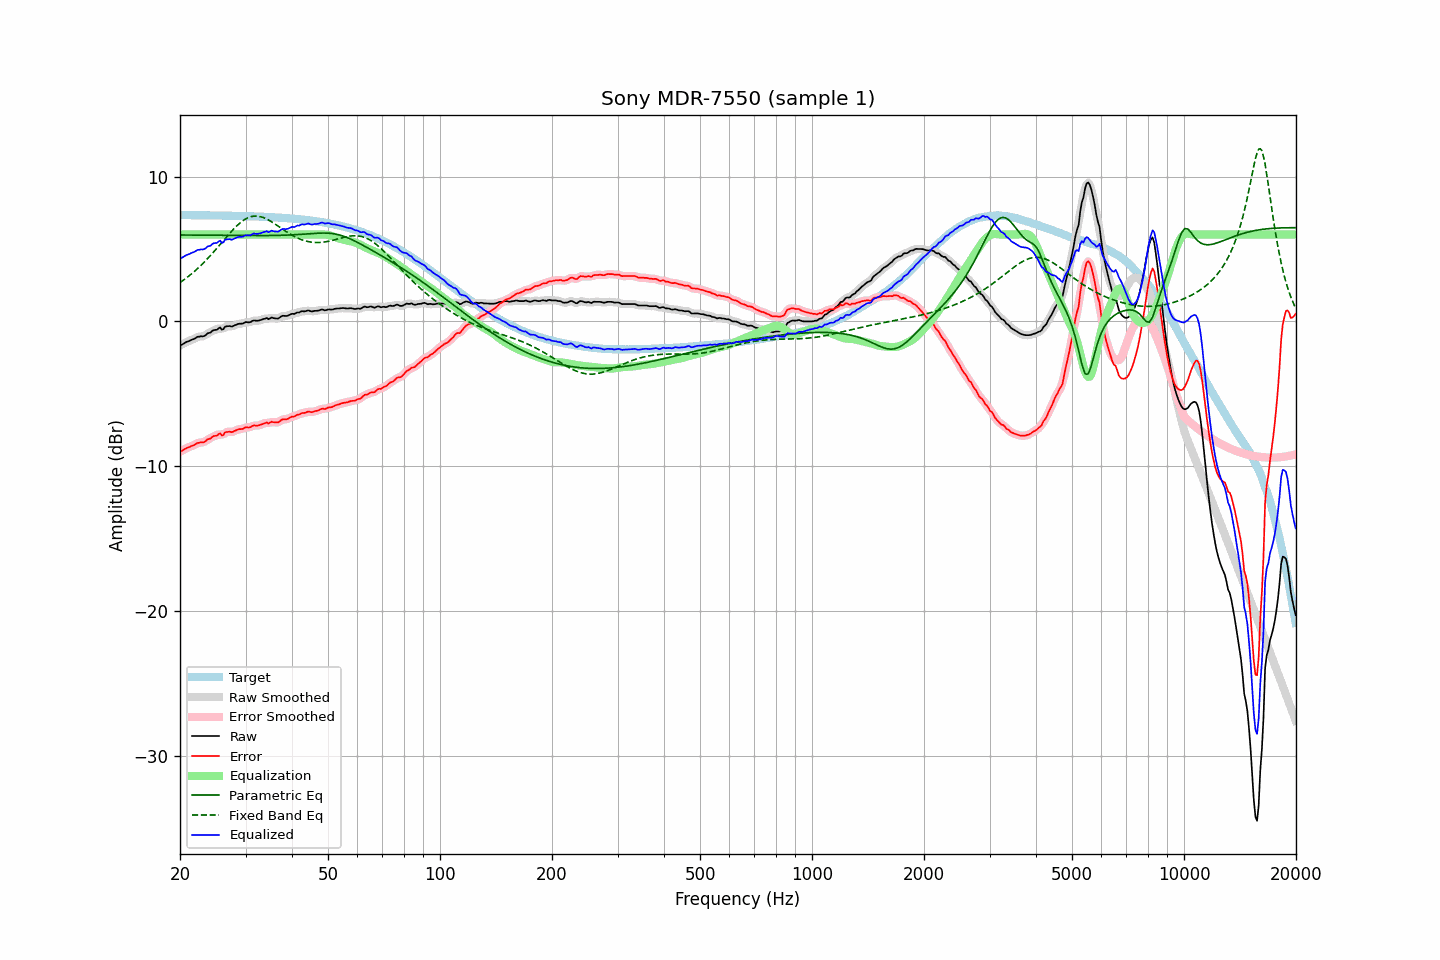 Sony MDR-7550 (sample 1)
Amplitude (dBr)
10
0
−10
−20
−30
Target
Raw Smoothed
Error Smoothed
Raw
Error
Equalization
Parametric Eq
Fixed Band Eq
Equalized
20 50 100 200 500 1000 2000 5000 10000 20000
Frequency (Hz)